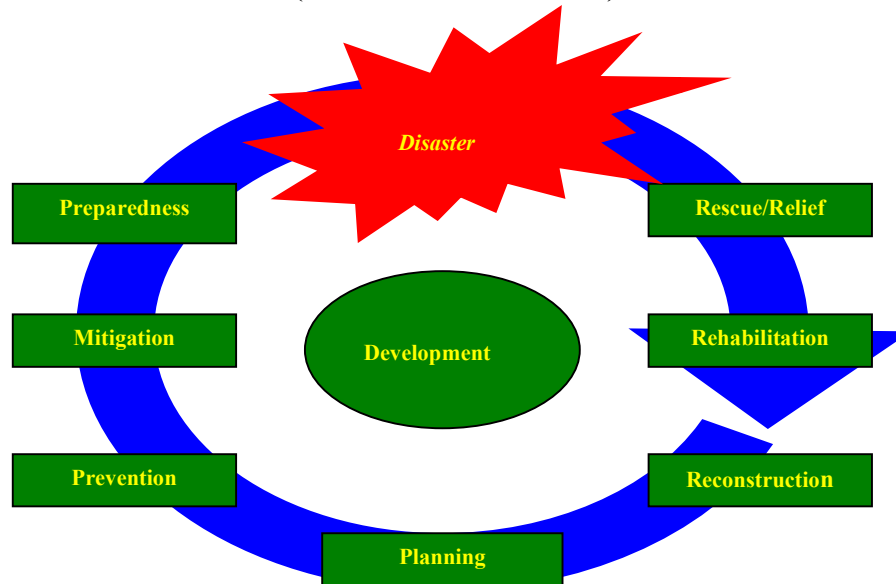 Disaster
Preparedness
Rescue/Relief
Mitigation
Development
Rehabilitation
Prevention
Reconstruction
Planning